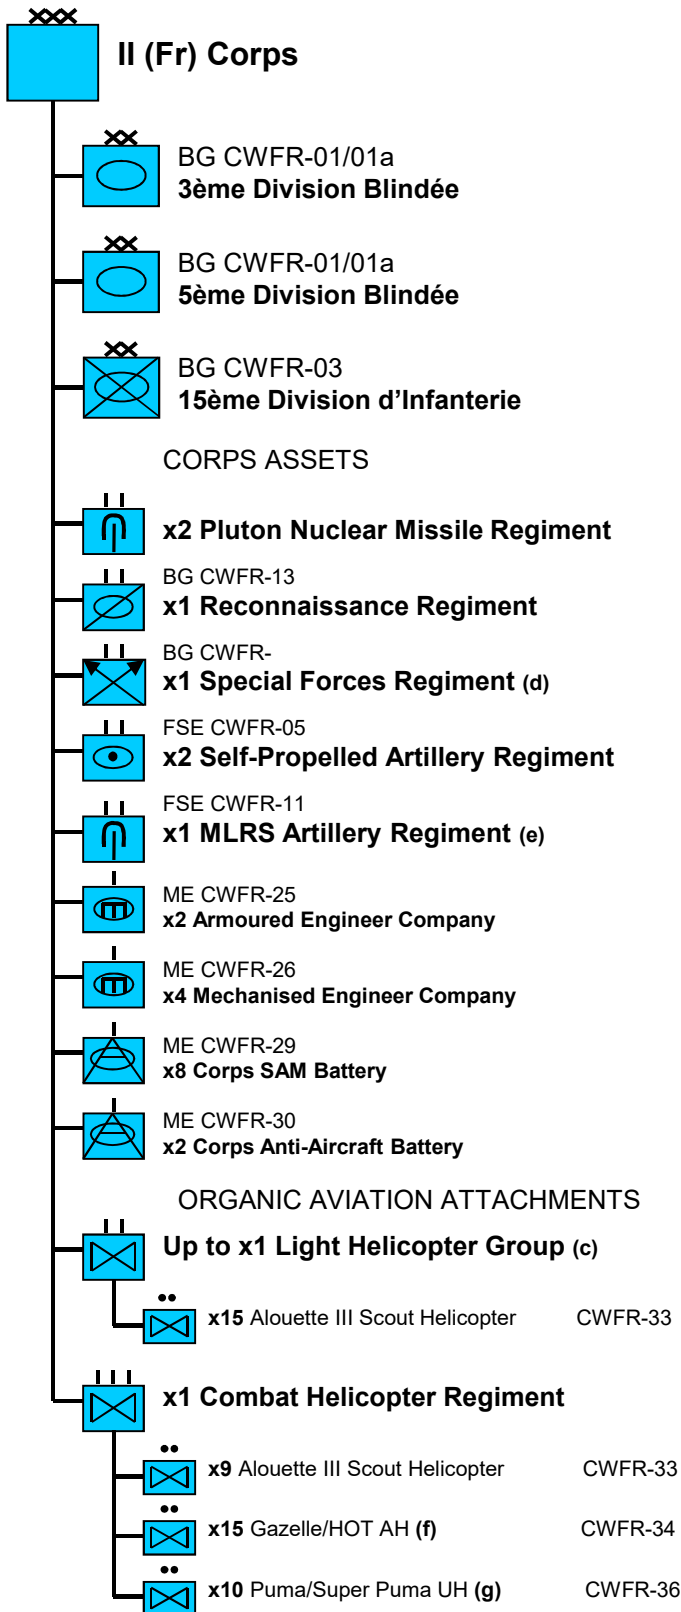 II (Fr) Corps
BG CWFR-01/01a
3ème Division Blindée
BG CWFR-01/01a
5ème Division Blindée
BG CWFR-03
15ème Division d’Infanterie
CORPS ASSETS
x2 Pluton Nuclear Missile Regiment
BG CWFR-13
x1 Reconnaissance Regiment
BG CWFR-
x1 Special Forces Regiment (d)
FSE CWFR-05
x2 Self-Propelled Artillery Regiment
FSE CWFR-11
x1 MLRS Artillery Regiment (e)
ME CWFR-25
x2 Armoured Engineer Company
ME CWFR-26
x4 Mechanised Engineer Company
ME CWFR-29
x8 Corps SAM Battery
ME CWFR-30
x2 Corps Anti-Aircraft Battery
ORGANIC AVIATION ATTACHMENTS
Up to x1 Light Helicopter Group (c)
x15 Alouette III Scout Helicopter CWFR-33
x1 Combat Helicopter Regiment
x9 Alouette III Scout Helicopter CWFR-33
x15 Gazelle/HOT AH (f) CWFR-34
x10 Puma/Super Puma UH (g) CWFR-36